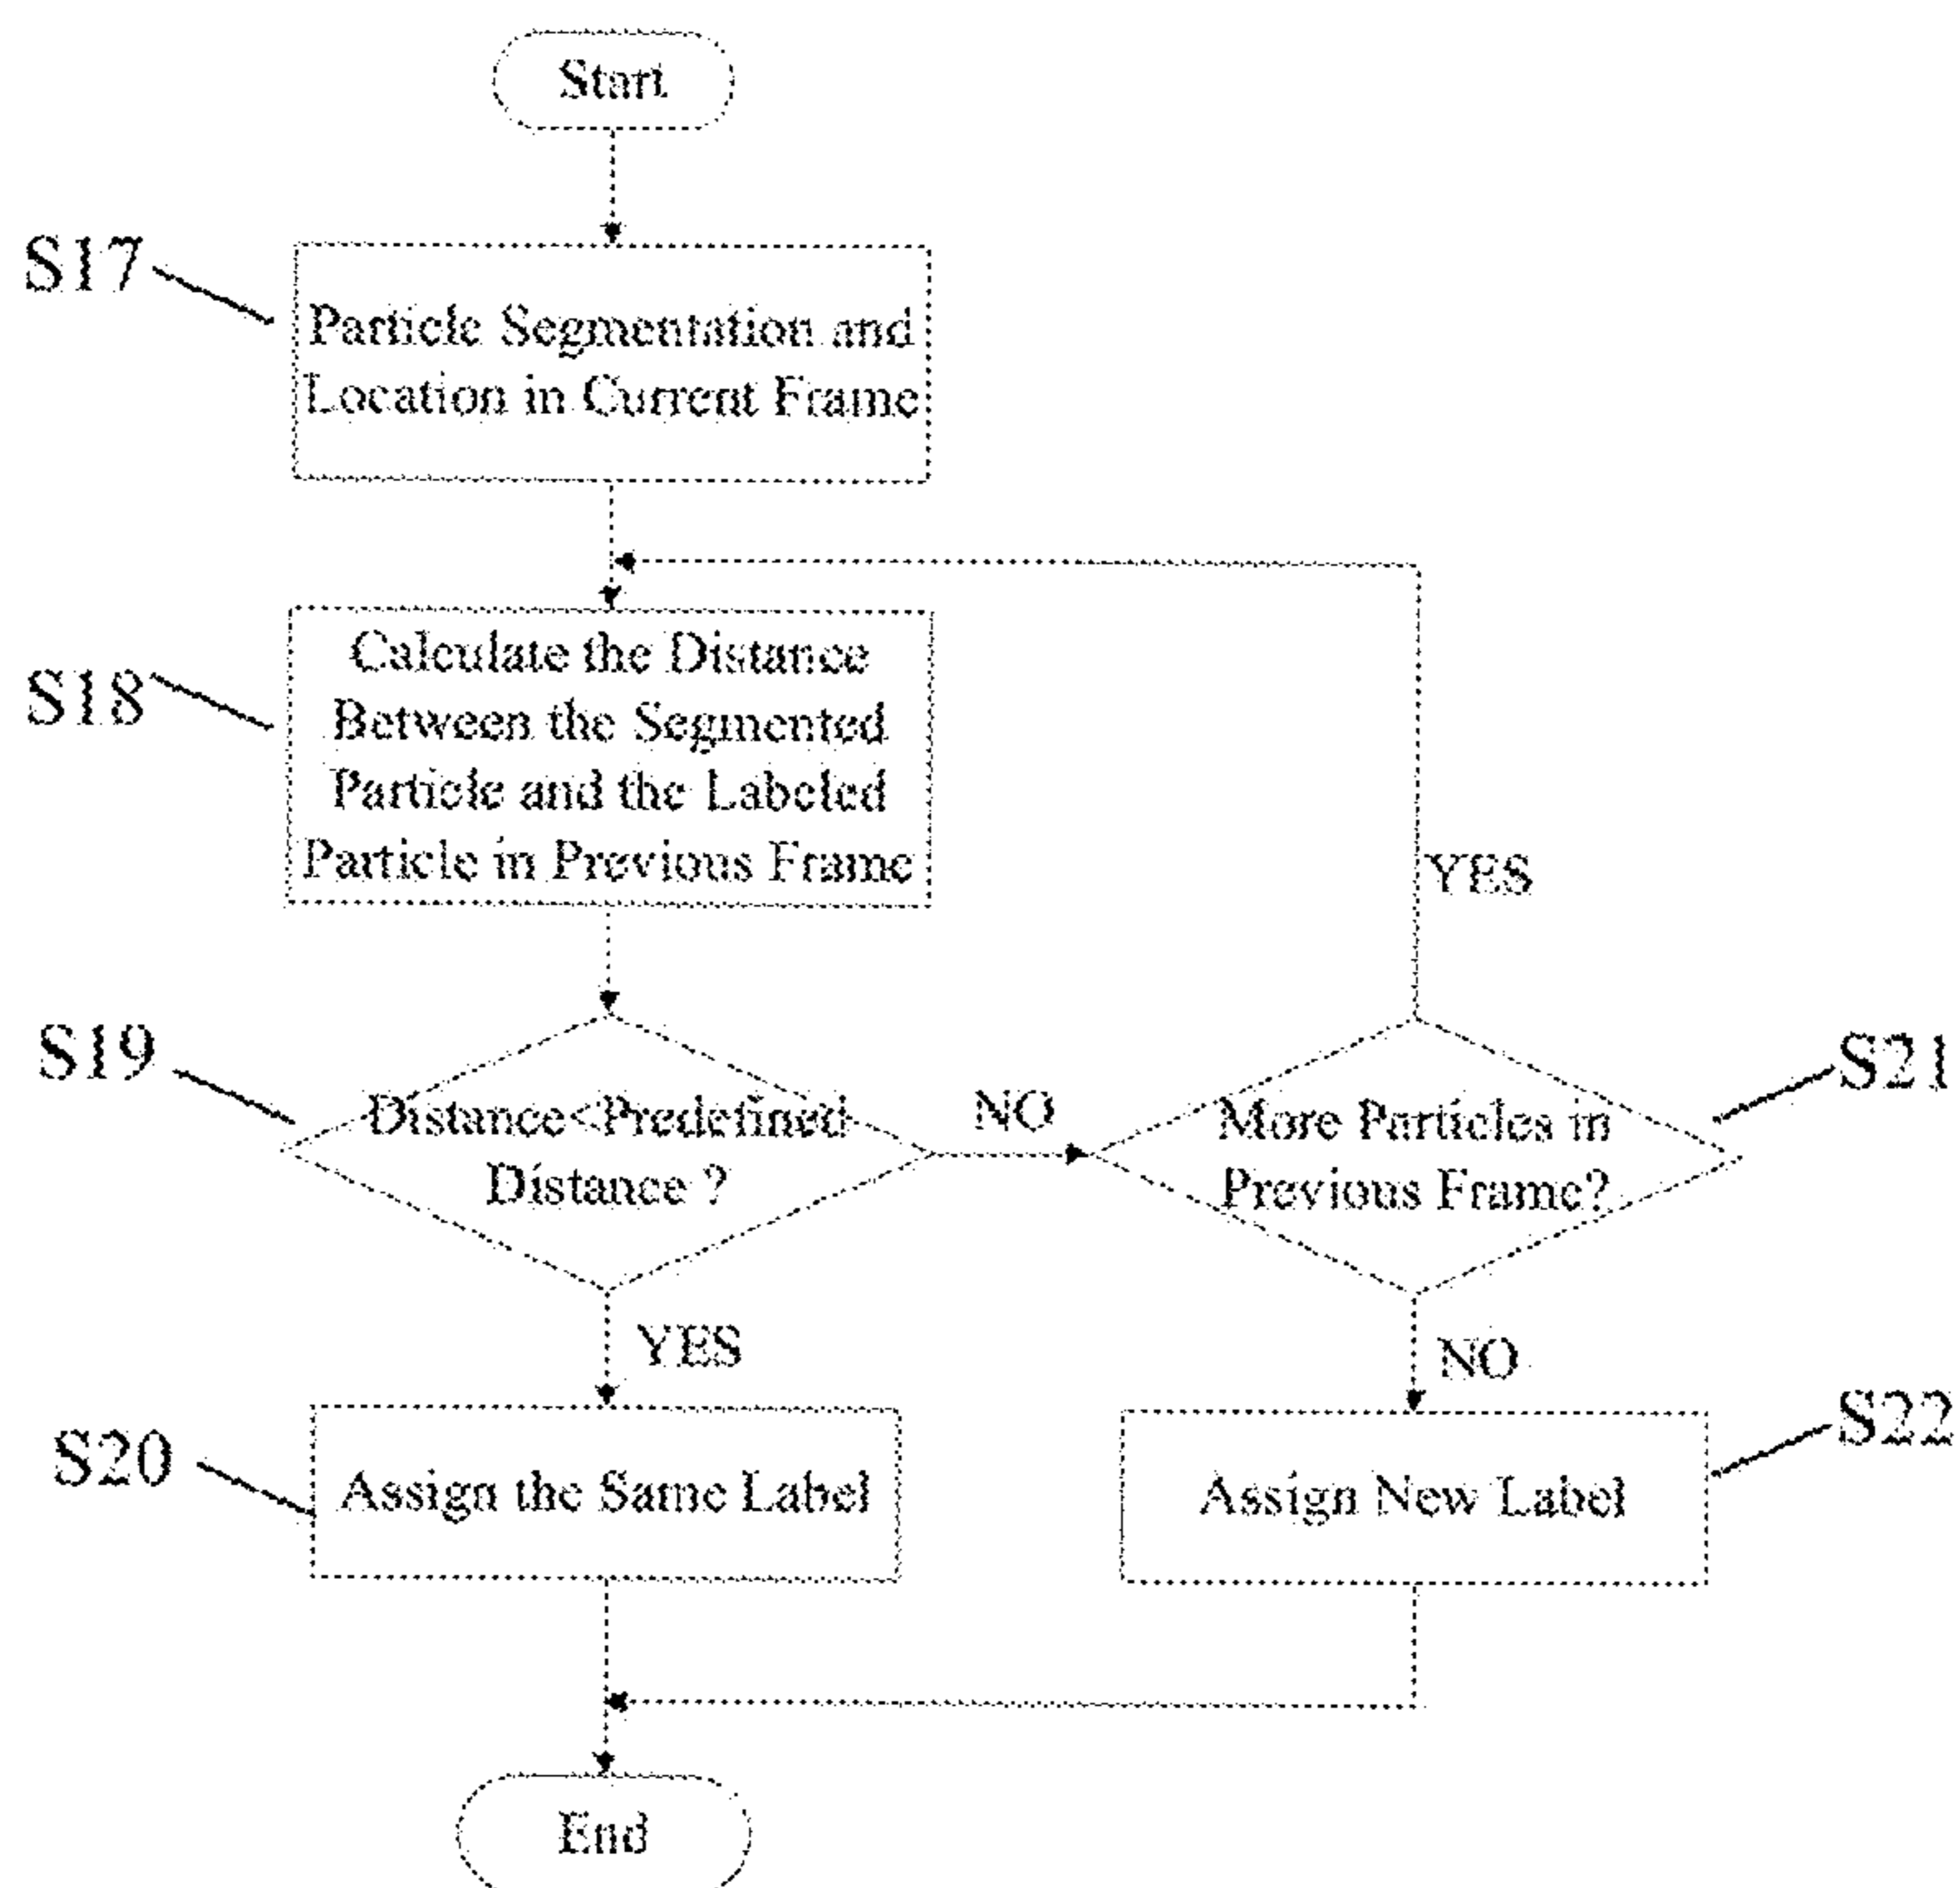 Start
S17
Particle Segmentation and
Location in Current Frame
S18
Calculate the Distance
Between the Segmented
Particle and the Labeled
Particle in Previous Frame
YES
S19
Distance<Predefined
Distance ?
NO
S21
More Particles in
Previous Frame?
YES
NO
S20
Assign the Same Label
S22
Assign New Label
End